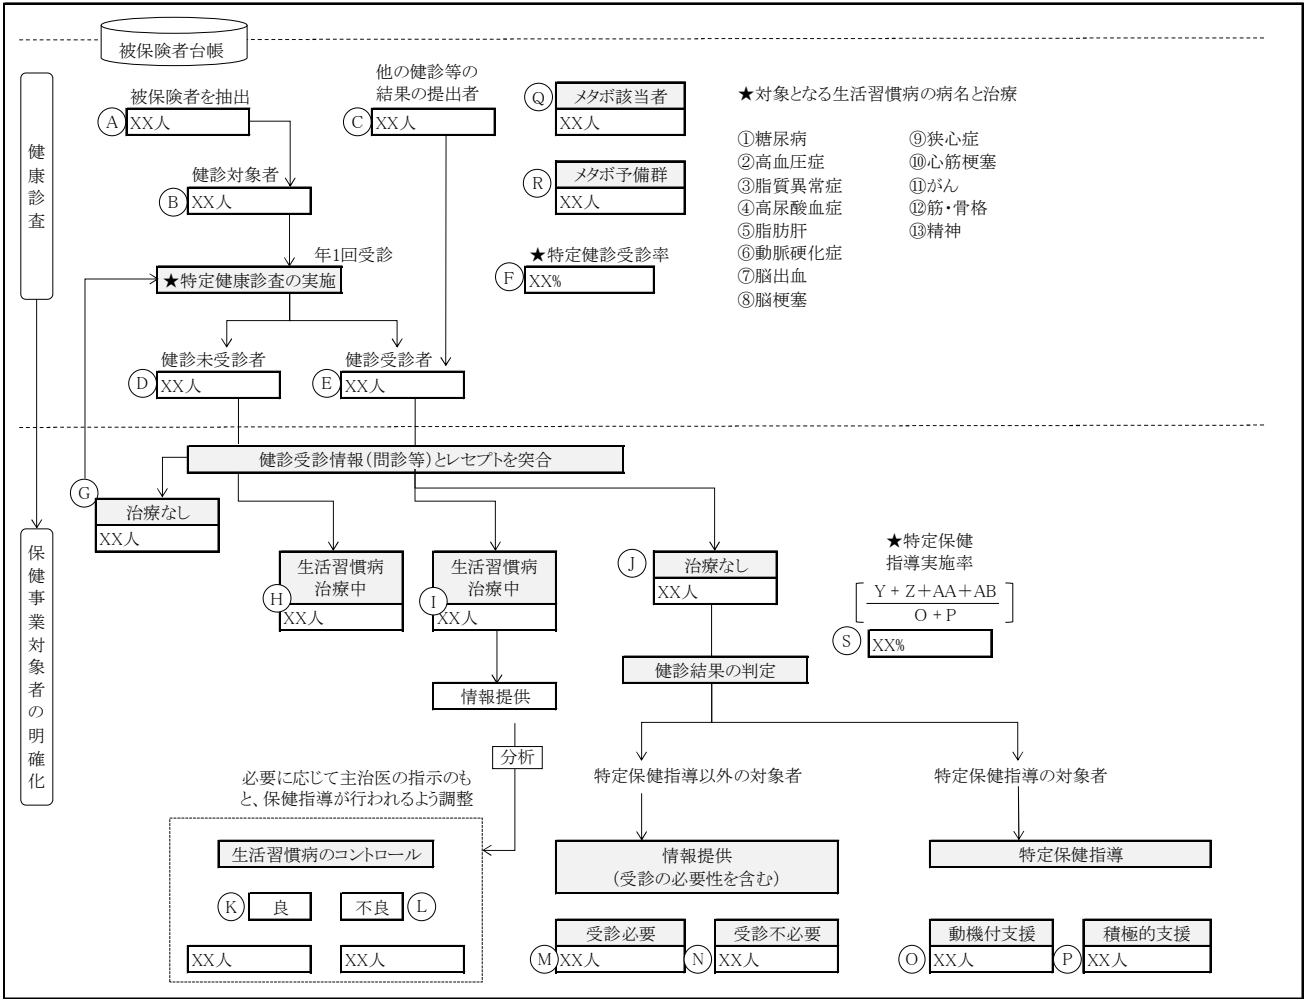 被保険者台帳
健康診査
被保険者を抽出
A
XX人
他の健診等の
結果の提出者
C
XX人
健診対象者
B
XX人
年1回受診
★特定健康診査の実施
健診未受診者
D
XX人
健診受診者
E
XX人
Q
メタボ該当者
XX人
R
メタボ予備群
XX人
★特定健診受診率
F
XX%
★対象となる生活習慣病の病名と治療
①糖尿病
②高血圧症
③脂質異常症
④高尿酸血症
⑤脂肪肝
⑥動脈硬化症
⑦脳出血
⑧脳梗塞
⑨狭心症
⑩心筋梗塞
⑪がん
⑫筋・骨格
⑬精神
保健事業対象者の明確化
健診受診情報(問診等)とレセプトを突合
G
治療なし
XX人
生活習慣病
治療中
H
XX人
生活習慣病
治療中
I
XX人
J
治療なし
XX人
★特定保健
指導実施率
Y + Z+AA+AB
O + P
S
XX%
情報提供
健診結果の判定
分析
必要に応じて主治医の指示のも
と、保健指導が行われるよう調整
生活習慣病のコントロール
K
良
不良
L
XX人
XX人
特定保健指導以外の対象者
情報提供
(受診の必要性を含む)
受診必要
M
XX人
受診不必要
N
XX人
特定保健指導の対象者
特定保健指導
動機付支援
O
XX人
積極的支援
P
XX人